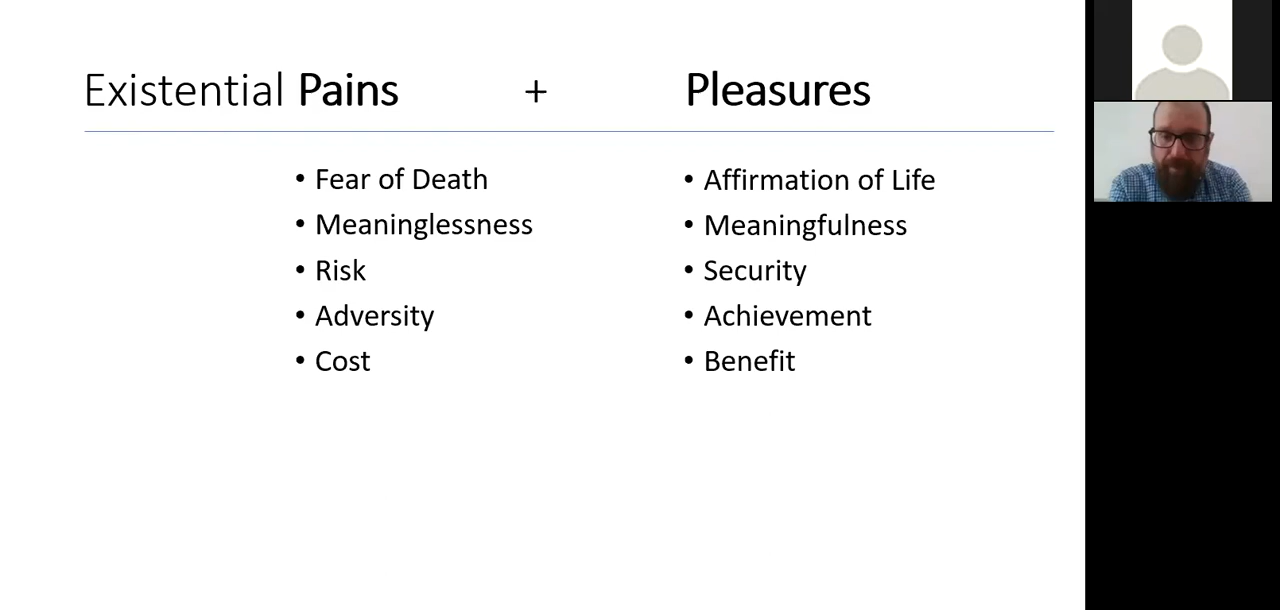 Existential Pains + Pleasures
• Fear of Death
• Meaninglessness
• Risk
• Adversity
• Cost
• Affirmation of Life
• Meaningfulness
• Security
• Achievement
• Benefit